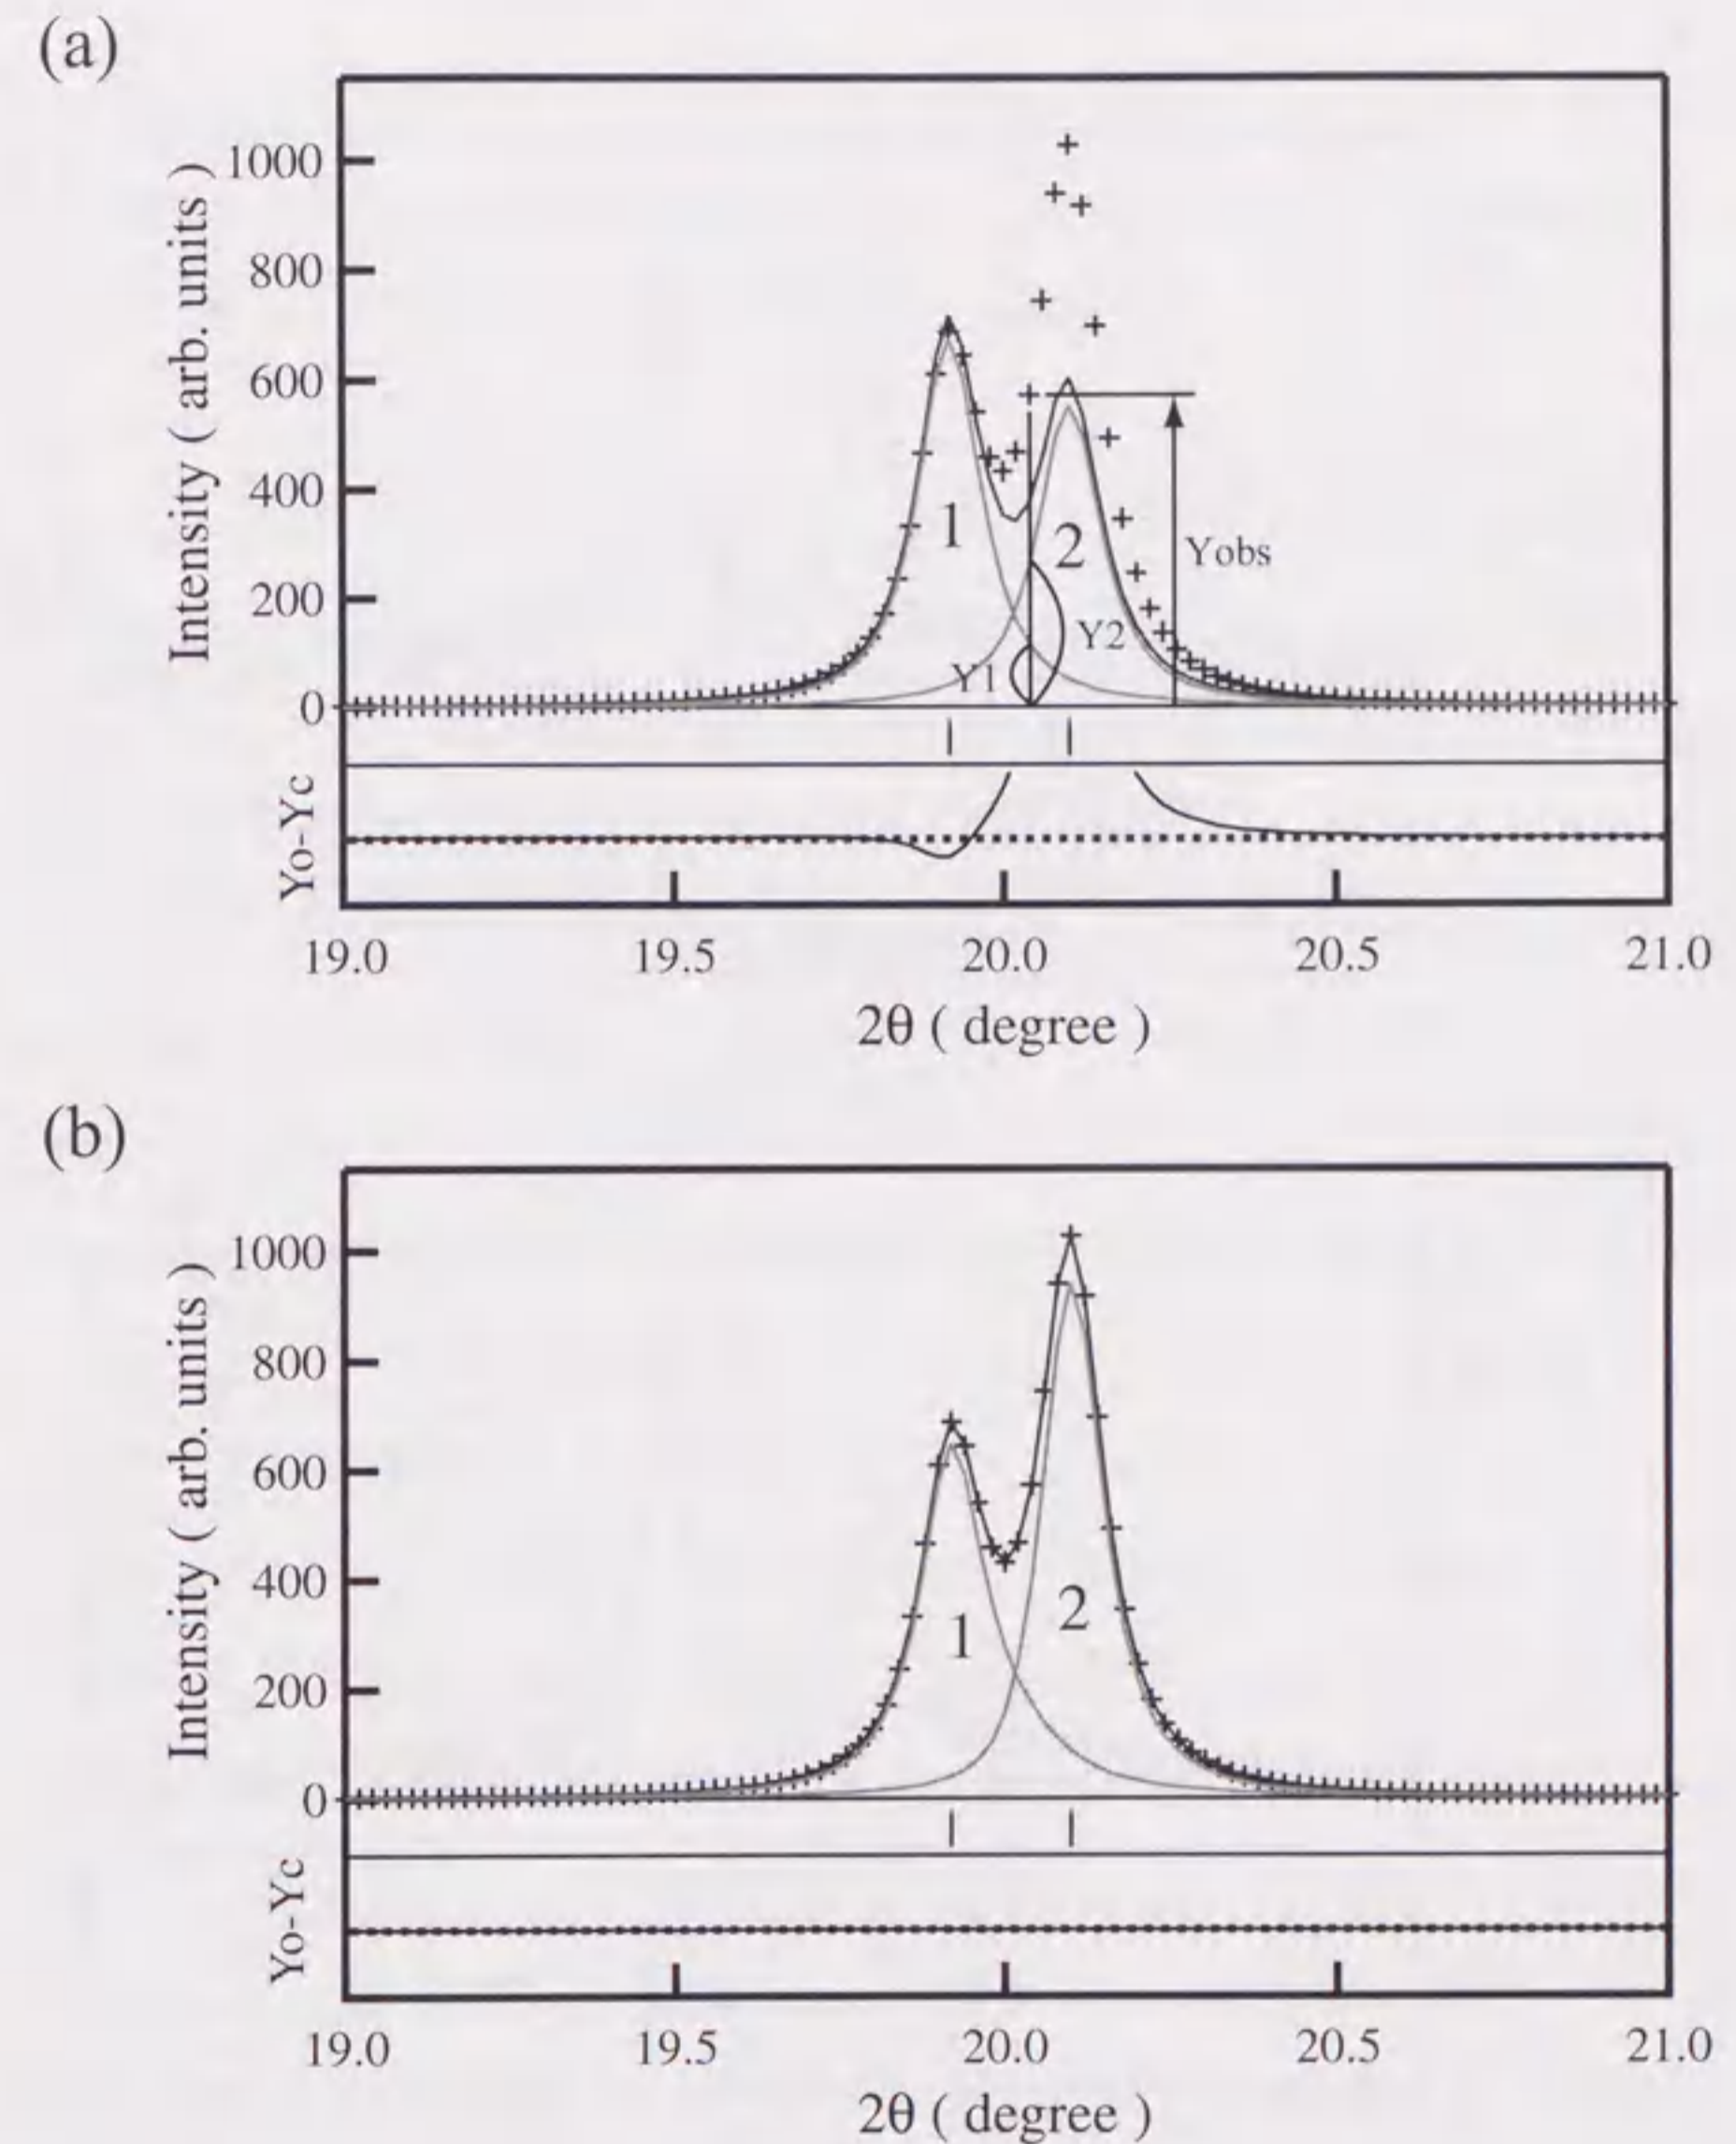 (a)
Intensity ( arb. units )
1000
800
600
400
200
0
1
2
Y1
Y2
Yobs
Yo-Yc
19.0 19.5 20.0 20.5 21.0
2θ ( degree )
(b)
Intensity ( arb. units )
1000
800
600
400
200
0
1
2
Yo-Yc
19.0 19.5 20.0 20.5 21.0
2θ ( degree )